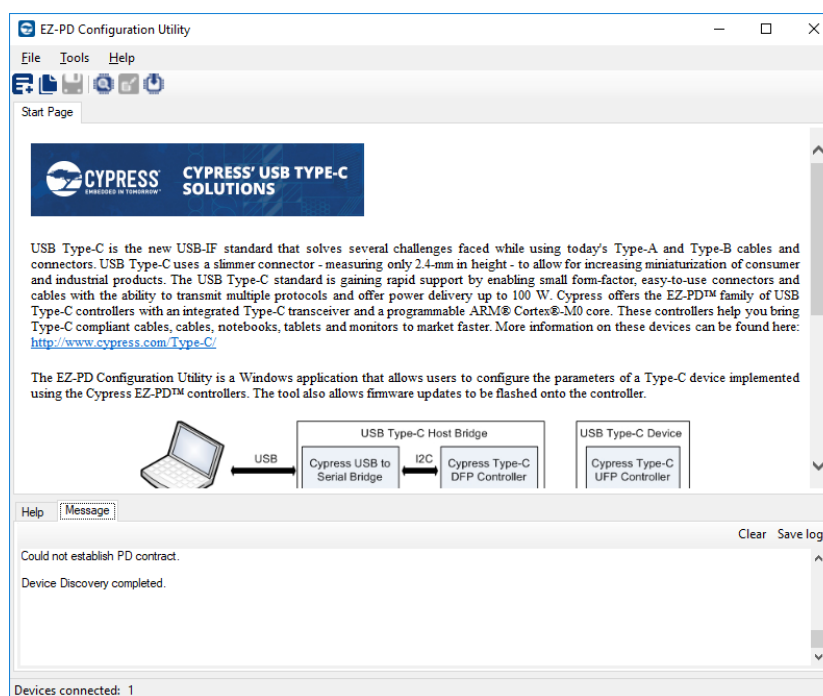 EZ-PD Configuration Utility
File Tools Help
Start Page
CYPRESS
EMBEDDED IN TOMORROW
CYPRESS' USB TYPE-C
SOLUTIONS
USB Type-C is the new USB-IF standard that solves several challenges faced while using today's Type-A and Type-B cables and
connectors. USB Type-C uses a slimmer connector - measuring only 2.4-mm in height - to allow for increasing miniaturization of consumer
and industrial products. The USB Type-C standard is gaining rapid support by enabling small form-factor, easy-to-use connectors and
cables with the ability to transmit multiple protocols and offer power delivery up to 100 W. Cypress offers the EZ-PD™ family of USB
Type-C controllers with an integrated Type-C transceiver and a programmable ARM® Cortex®-M0 core. These controllers help you bring
Type-C compliant cables, cables, notebooks, tablets and monitors to market faster. More information on these devices can be found here:
http://www.cypress.com/Type-C/
The EZ-PD Configuration Utility is a Windows application that allows users to configure the parameters of a Type-C device implemented
using the Cypress EZ-PD™ controllers. The tool also allows firmware updates to be flashed onto the controller.
USB Type-C Host Bridge
USB Type-C Device
USB
Cypress USB to
Serial Bridge
I2C
Cypress Type-C
DFP Controller
Cypress Type-C
UFP Controller
Help Message
Clear Save log
Could not establish PD contract.
Device Discovery completed.
Devices connected: 1